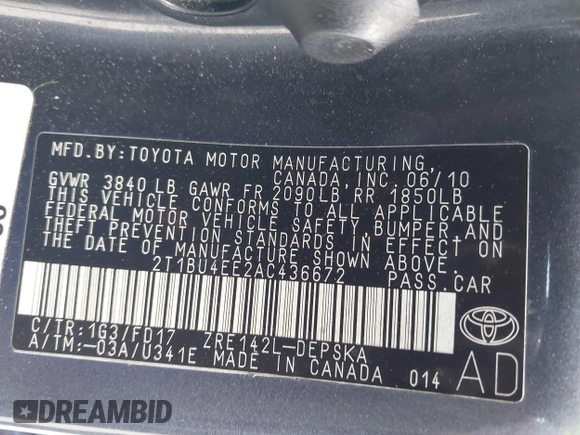 MFD.BY:TOYOTA MOTOR MANUFACTURING,
CANADA,INC. 06/10
GVWR 3840 LB GAWR FR 2090LB RR 1850LB
THIS VEHICLE CONFORMS TO ALL APPLICABLE
FEDERAL MOTOR VEHICLE SAFETY, BUMPER, AND
THEFT PREVENTION STANDARDS IN EFFECT ON
THE DATE OF MANUFACTURE SHOWN ABOVE.
2T1BU4EE2AC436672 PASS.CAR
C/TR:1G3/FD17 ZRE142L-DEPSKA
A/TM:-03A/U341E MADE IN CANADA 014
AD
DREAMBID